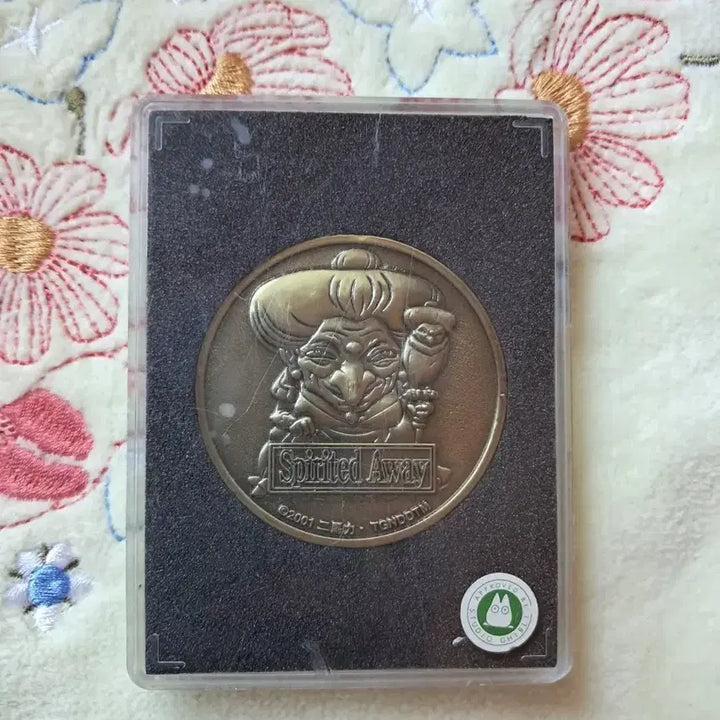 Spirited Away
©2001 二馬力・TGNDDTM
APPROVED BY STUDIO GHIBLI